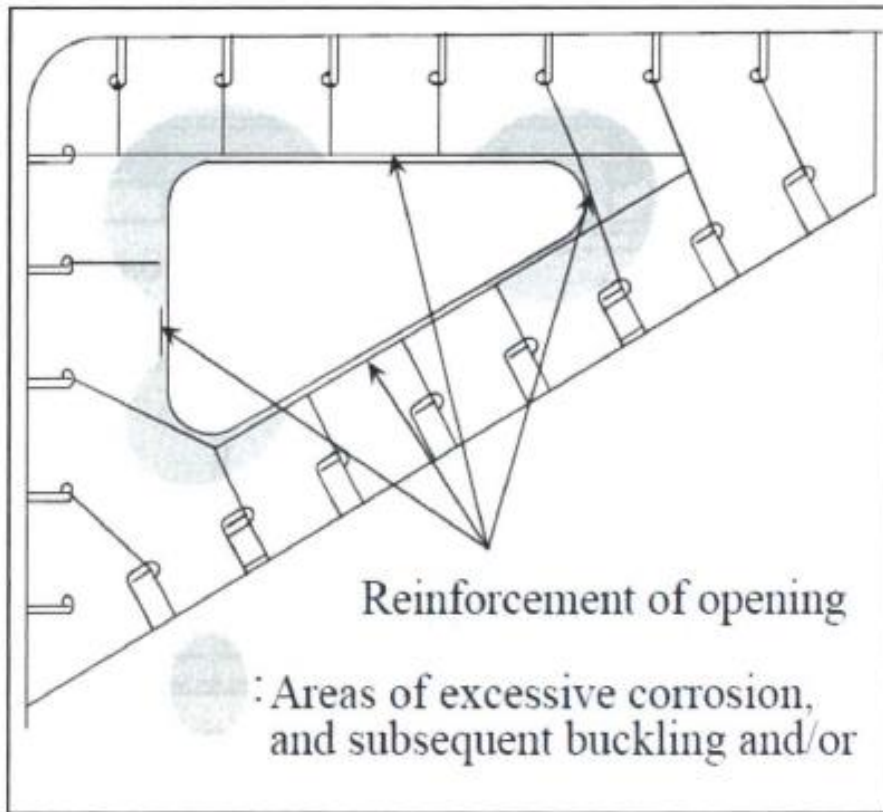 Reinforcement of opening
: Areas of excessive corrosion,
and subsequent buckling and/or